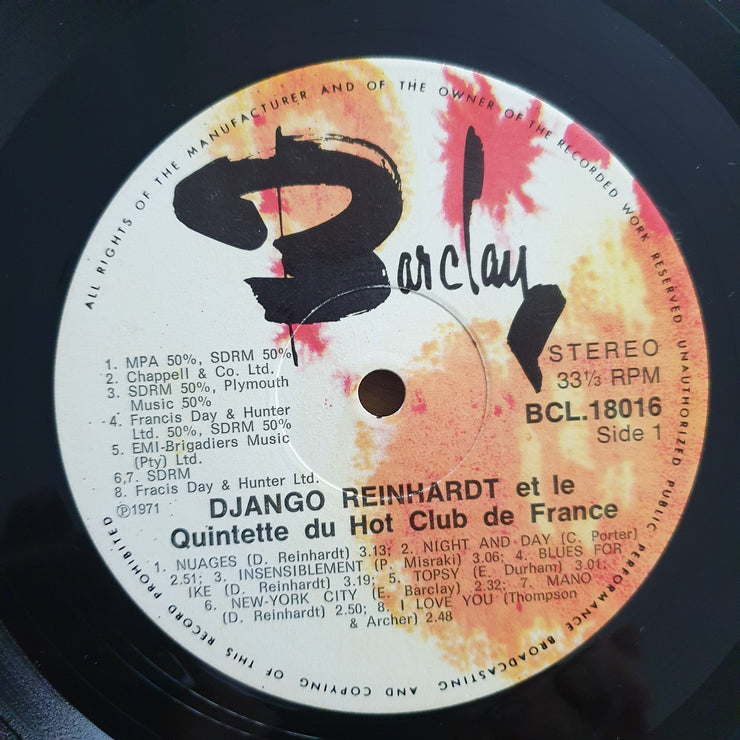 ALL RIGHTS OF THE MANUFACTURER AND OF THE OWNER OF THE RECORDED WORK RESERVED UNAUTHORIZED PUBLIC PERFORMANCE BROADCASTING AND COPYING OF THIS RECORD PROHIBITED
Barclay
STEREO
33⅓ RPM
BCL.18016
Side 1
1. MPA 50%, SDRM 50%
2. Chappell & Co. Ltd.
3. SDRM 50%, Plymouth
Music 50%
4. Francis Day & Hunter
Ltd. 50%, SDRM 50%
5. EMI-Brigadiers Music
(Pty) Ltd.
6,7. SDRM
8. Fracis Day & Hunter Ltd.
℗1971
DJANGO REINHARDT et le
Quintette du Hot Club de France
1. NUAGES (D. Reinhardt) 3.13; 2. NIGHT AND DAY (C. Porter)
2.51; 3. INSENSIBLEMENT (P. Misraki) 3.06; 4. BLUES FOR
IKE (D. Reinhardt) 3.19; 5. TOPSY (E. Durham) 3.01;
6. NEW-YORK CITY (E. Barclay) 2.32; 7. MANO
(D. Reinhardt) 2.50; 8. I LOVE YOU (Thompson
& Archer) 2.48